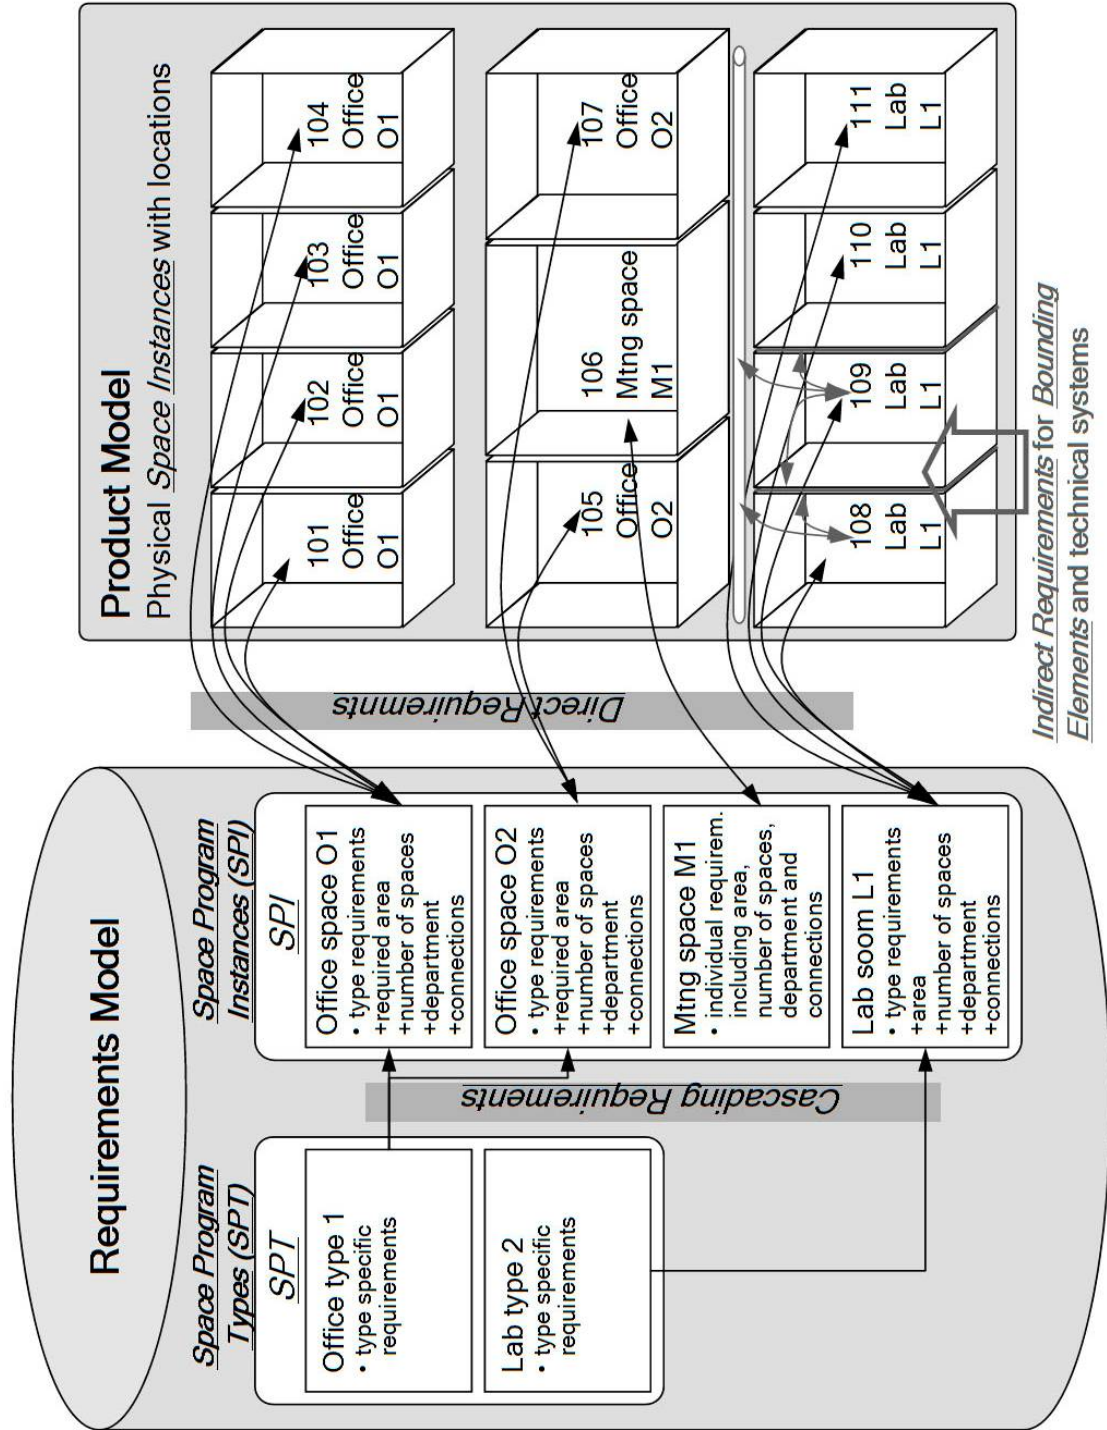 Requirements Model
Space Program
Types (SPT)
SPT
Office type 1
• type specific
requirements
Lab type 2
• type specific
requirements
Cascading Requirements
Space Program
Instances (SPI)
SPI
Office space O1
• type requirements
+required area
+number of spaces
+department
+connections
Office space O2
• type requirements
+required area
+number of spaces
+department
+connections
Mtng space M1
• individual requirem.
including area,
number of spaces,
department and
connections
Lab soom L1
• type requirements
+area
+number of spaces
+department
+connections
Direct Requiremnts
Product Model
Physical Space Instances with locations
101
Office
O1
102
Office
O1
103
Office
O1
104
Office
O1
105
Office
O2
106
Mtng space
M1
107
Office
O2
108
Lab
L1
109
Lab
L1
110
Lab
L1
111
Lab
L1
Indirect Requirements for Bounding
Elements and technical systems